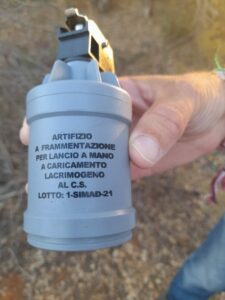 ARTIFIZIO
A FRAMMENTAZIONE
PER LANCIO A MANO
A CARICAMENTO
LACRIMOGENO
AL C.S.
LOTTO: 1-SIMAD-21